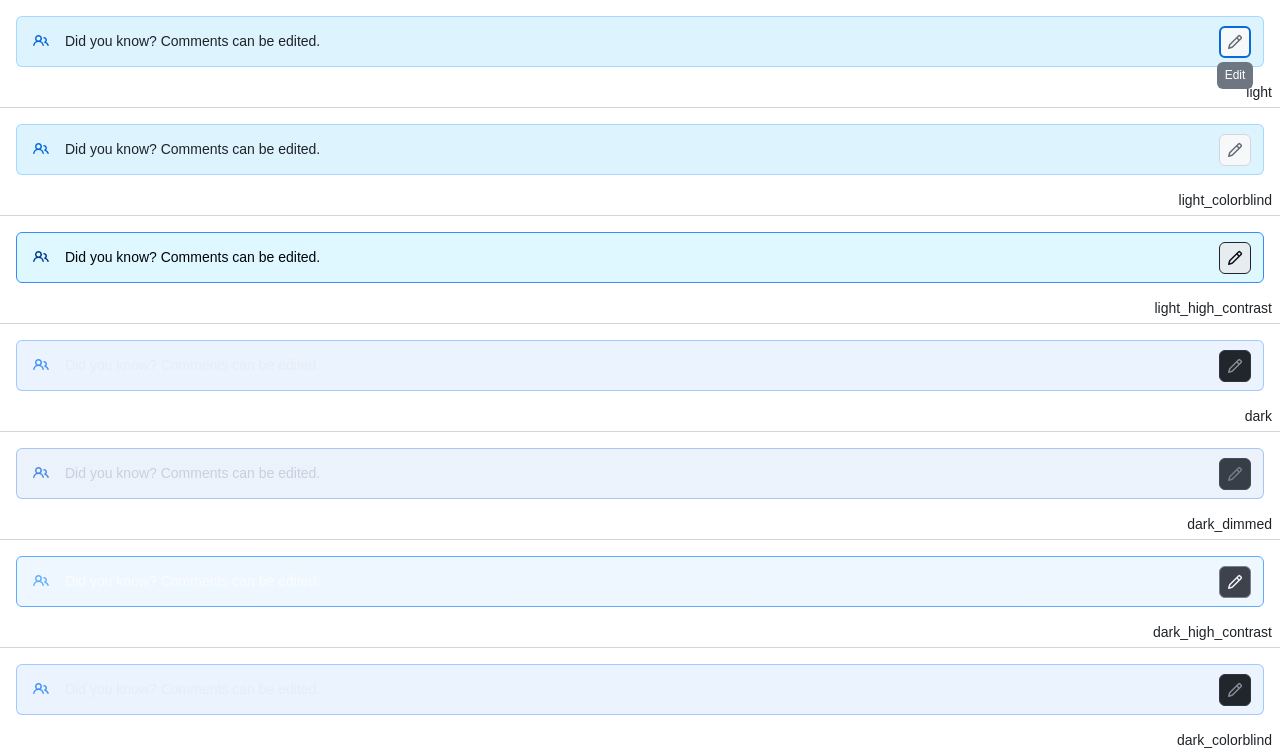 Did you know? Comments can be edited.
Edit
light
Did you know? Comments can be edited.
light_colorblind
Did you know? Comments can be edited.
light_high_contrast
Did you know? Comments can be edited.
dark
Did you know? Comments can be edited.
dark_dimmed
Did you know? Comments can be edited.
dark_high_contrast
Did you know? Comments can be edited.
dark_colorblind